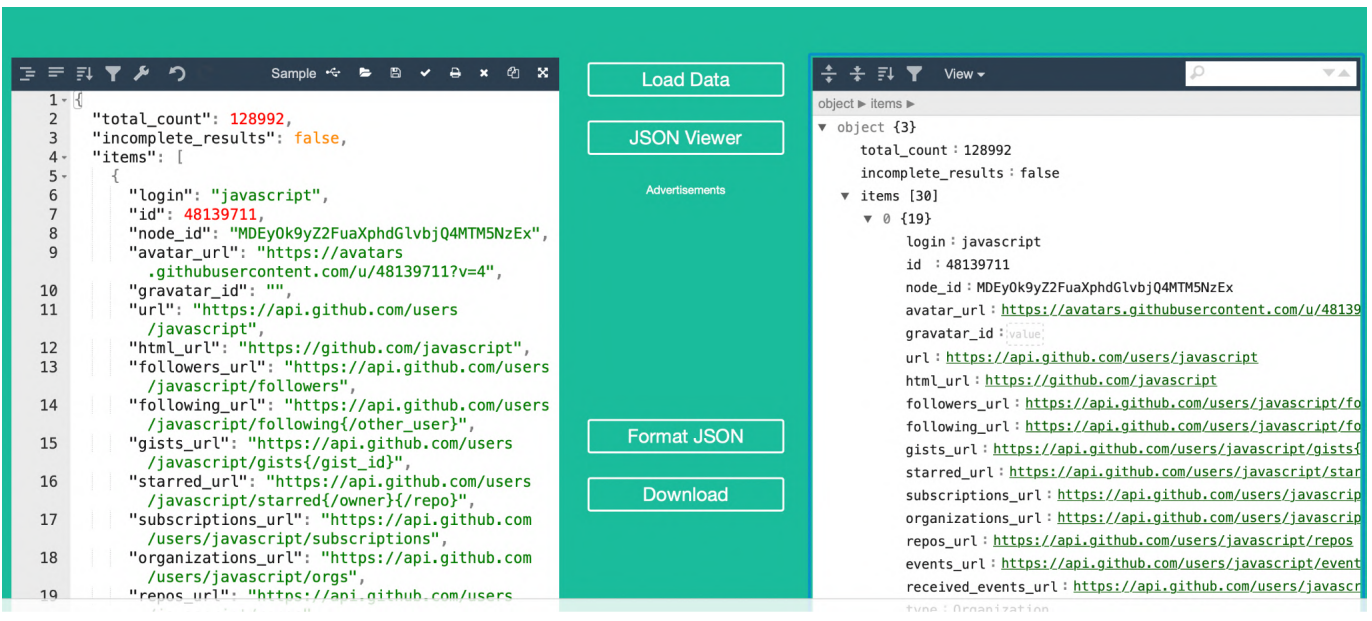 Sample
1 {
2 "total_count": 128992,
3 "incomplete_results": false,
4 "items": [
5 {
6 "login": "javascript",
7 "id": 48139711,
8 "node_id": "MDEyOk9yZ2FuaXphdGlvbjQ4MTM5NzEx",
9 "avatar_url": "https://avatars
.githubusercontent.com/u/48139711?v=4",
10 "gravatar_id": "",
11 "url": "https://api.github.com/users
/javascript",
12 "html_url": "https://github.com/javascript",
13 "followers_url": "https://api.github.com/users
/javascript/followers",
14 "following_url": "https://api.github.com/users
/javascript/following{/other_user}",
15 "gists_url": "https://api.github.com/users
/javascript/gists{/gist_id}",
16 "starred_url": "https://api.github.com/users
/javascript/starred{/owner}{/repo}",
17 "subscriptions_url": "https://api.github.com
/users/javascript/subscriptions",
18 "organizations_url": "https://api.github.com
/users/javascript/orgs",
19 "repos_url": "https://api.github.com/users
Load Data
JSON Viewer
Advertisements
Format JSON
Download
View
object ► items ►
▼ object {3}
total_count : 128992
incomplete_results : false
▼ items [30]
▼ 0 {19}
login : javascript
id : 48139711
node_id : MDEyOk9yZ2FuaXphdGlvbjQ4MTM5NzEx
avatar_url : https://avatars.githubusercontent.com/u/48139
gravatar_id : value
url : https://api.github.com/users/javascript
html_url : https://github.com/javascript
followers_url : https://api.github.com/users/javascript/fo
following_url : https://api.github.com/users/javascript/fo
gists_url : https://api.github.com/users/javascript/gists{
starred_url : https://api.github.com/users/javascript/star
subscriptions_url : https://api.github.com/users/javascrip
organizations_url : https://api.github.com/users/javascrip
repos_url : https://api.github.com/users/javascript/repos
events_url : https://api.github.com/users/javascript/event
received_events_url : https://api.github.com/users/javascr
type : Organization